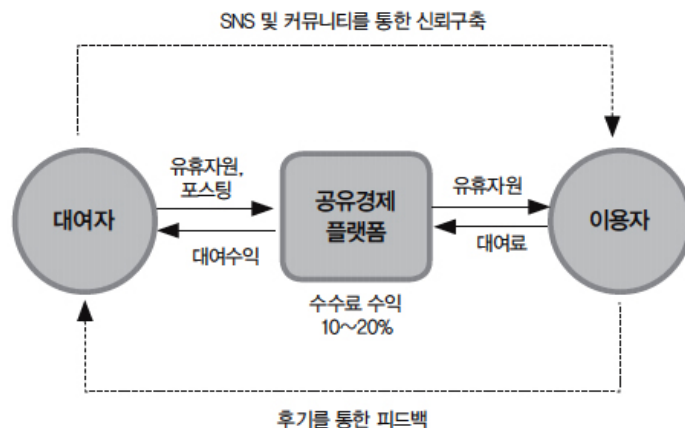 SNS 및 커뮤니티를 통한 신뢰구축
유휴자원,
포스팅
대여자
대여수익
공유경제
플랫폼
유휴자원
대여료
이용자
수수료 수익
10~20%
후기를 통한 피드백